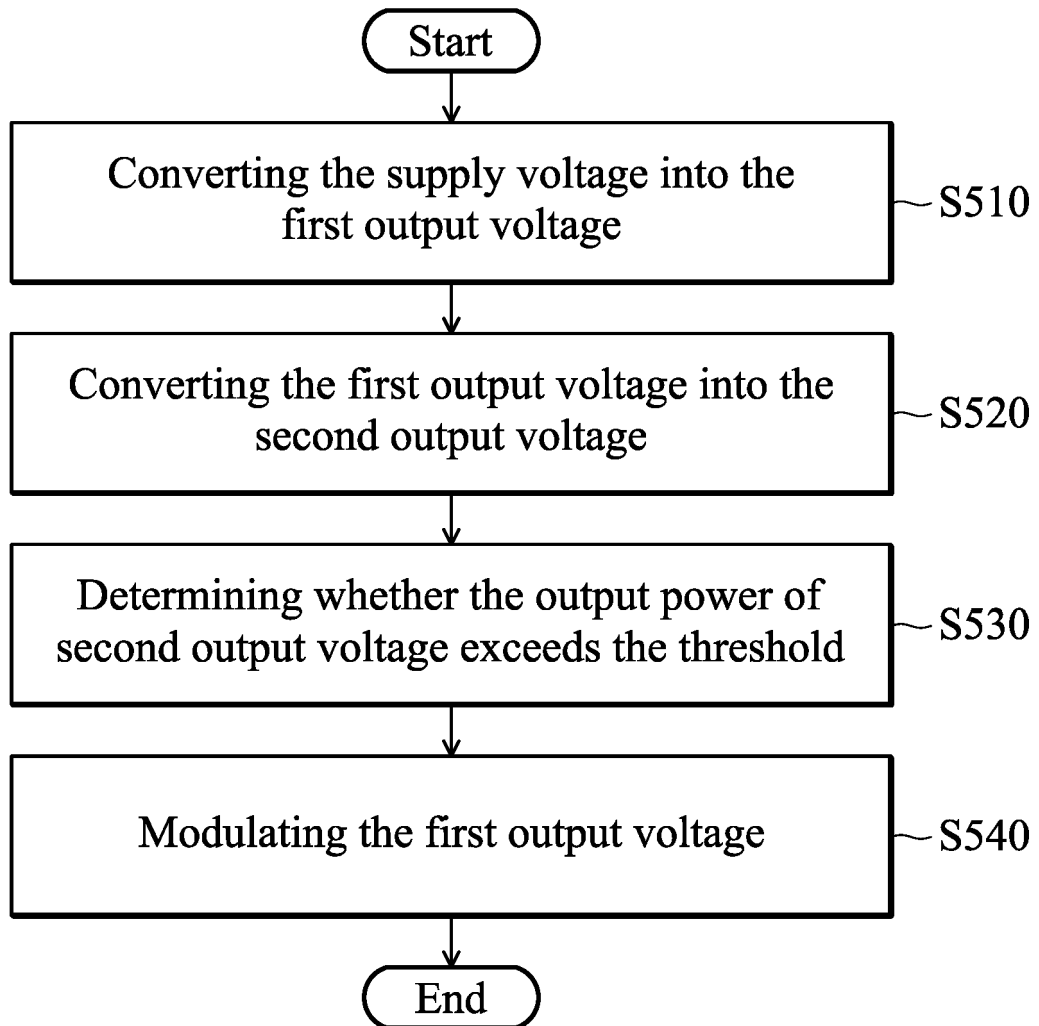 Start
Converting the supply voltage into the
first output voltage
S510
Converting the first output voltage into the
second output voltage
S520
Determining whether the output power of
second output voltage exceeds the threshold
S530
Modulating the first output voltage
S540
End